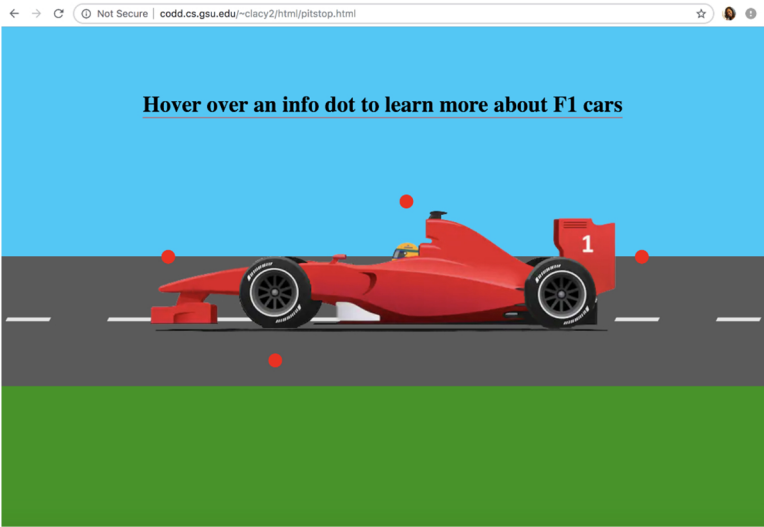 Not Secure | codd.cs.gsu.edu/~clacy2/html/pitstop.html
Hover over an info dot to learn more about F1 cars
1